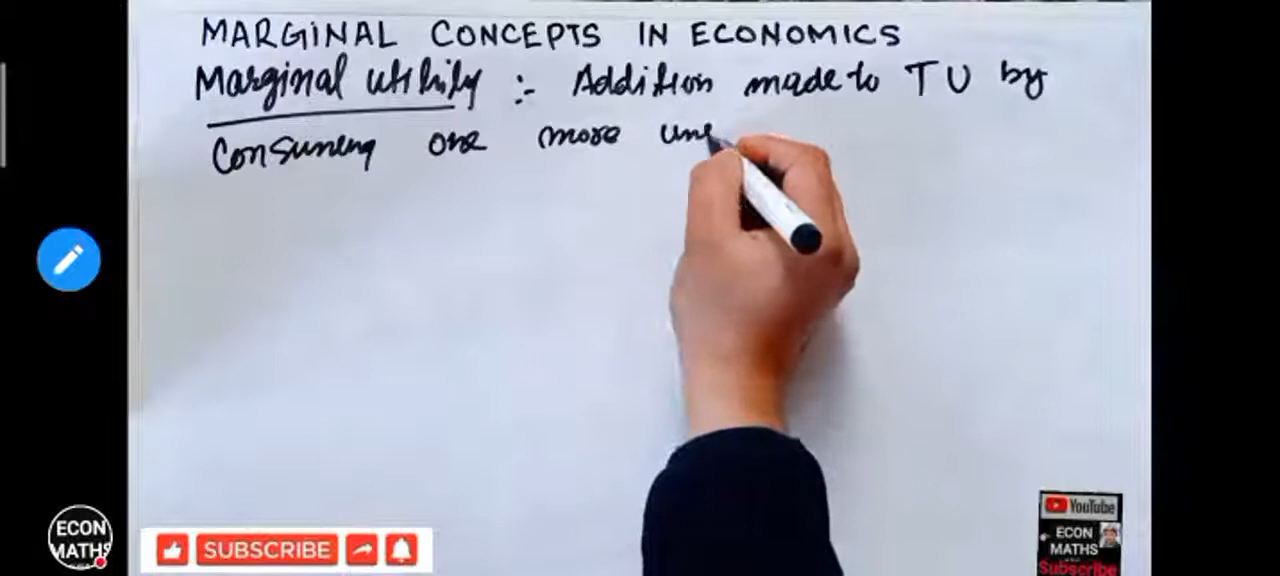 MARGINAL CONCEPTS IN ECONOMICS
Marginal utility :- Addition made to TU by
Consuming one more un
ECON
MATHS
SUBSCRIBE
YouTube
ECON
MATHS
Subscribe